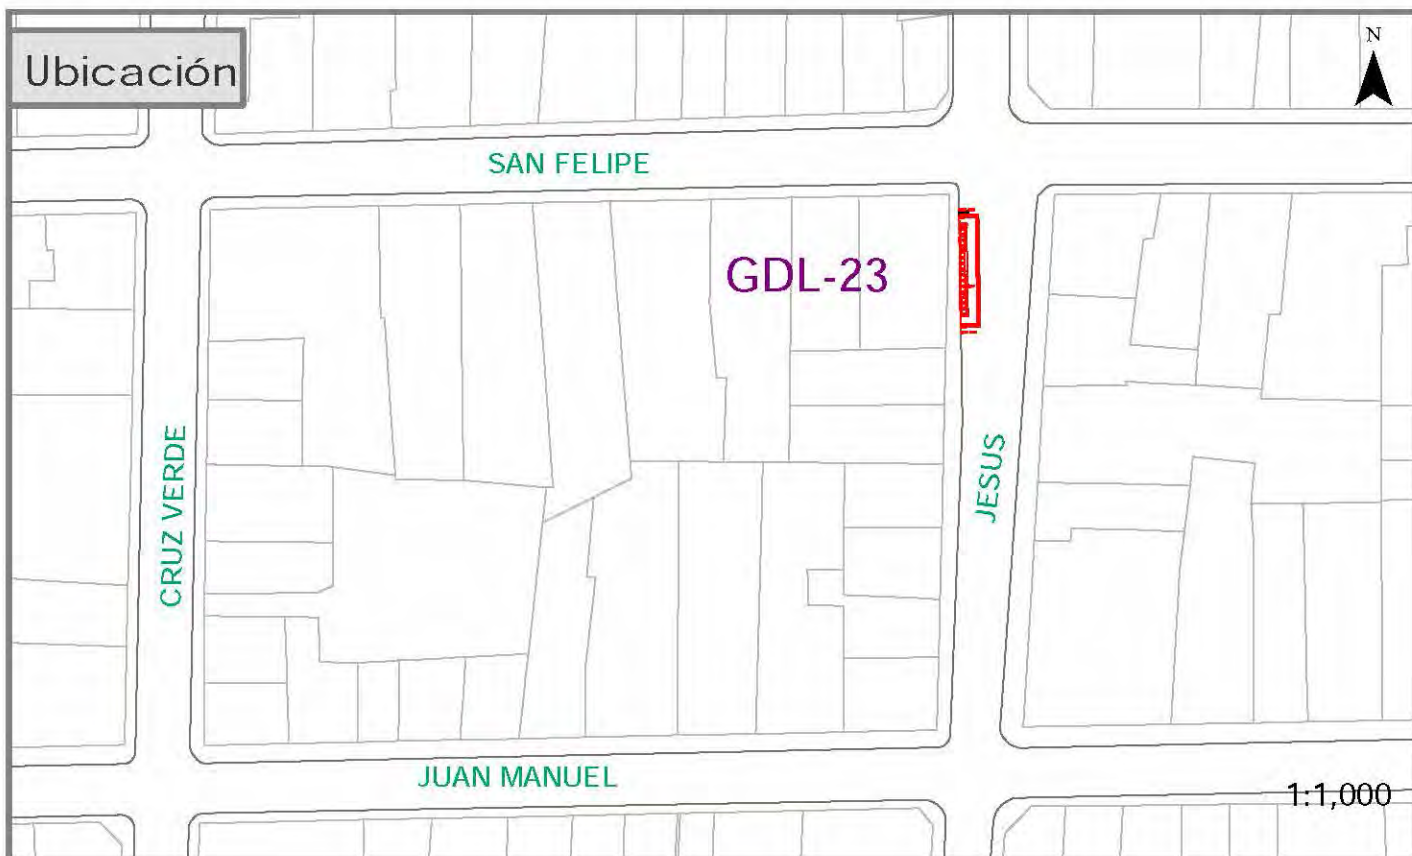 Ubicación
N
SAN FELIPE
GDL-23
CRUZ VERDE
JESUS
JUAN MANUEL
1:1,000